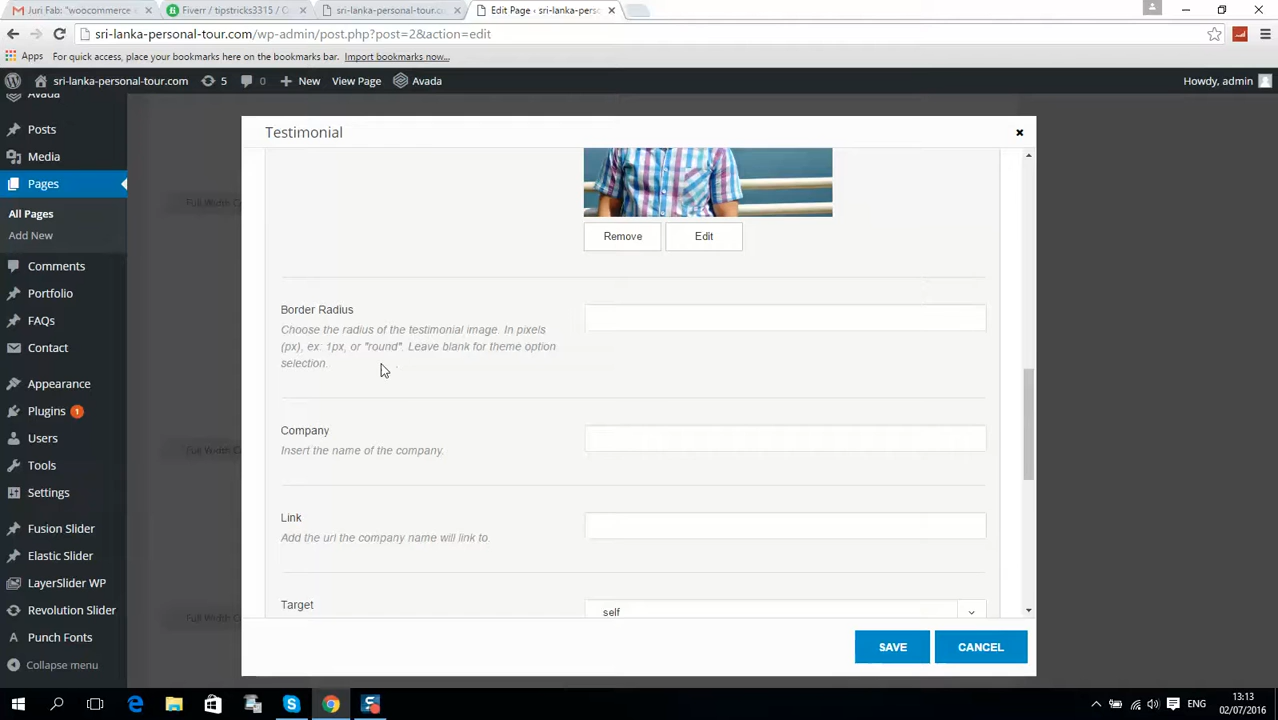 Juri Fab: "woocommerce
Fiverr / tipstricks3315 / C
sri-lanka-personal-tour.c
Edit Page ‹ sri-lanka-perso
sri-lanka-personal-tour.com/wp-admin/post.php?post=2&action=edit
Apps For quick access, place your bookmarks here on the bookmarks bar. Import bookmarks now...
sri-lanka-personal-tour.com 5 0 New View Page Avada Howdy, admin
Avada
Posts
Media
Pages
All Pages
Add New
Comments
Portfolio
FAQs
Contact
Appearance
Plugins 1
Users
Tools
Settings
Fusion Slider
Elastic Slider
LayerSlider WP
Revolution Slider
Punch Fonts
Collapse menu
Full Width C
Full Width C
Full Width C
Testimonial
Remove Edit
Border Radius
Choose the radius of the testimonial image. In pixels
(px), ex: 1px, or "round". Leave blank for theme option
selection.
Company
Insert the name of the company.
Link
Add the url the company name will link to.
Target
self
SAVE CANCEL
ENG
13:13
02/07/2016